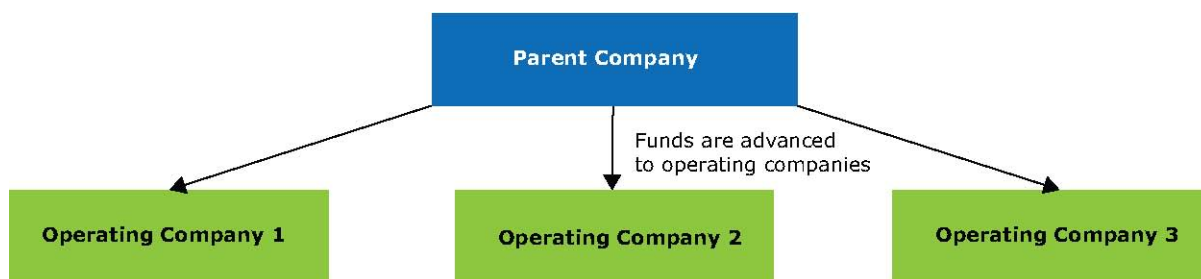 Parent Company
Funds are advanced
to operating companies
Operating Company 1
Operating Company 2
Operating Company 3